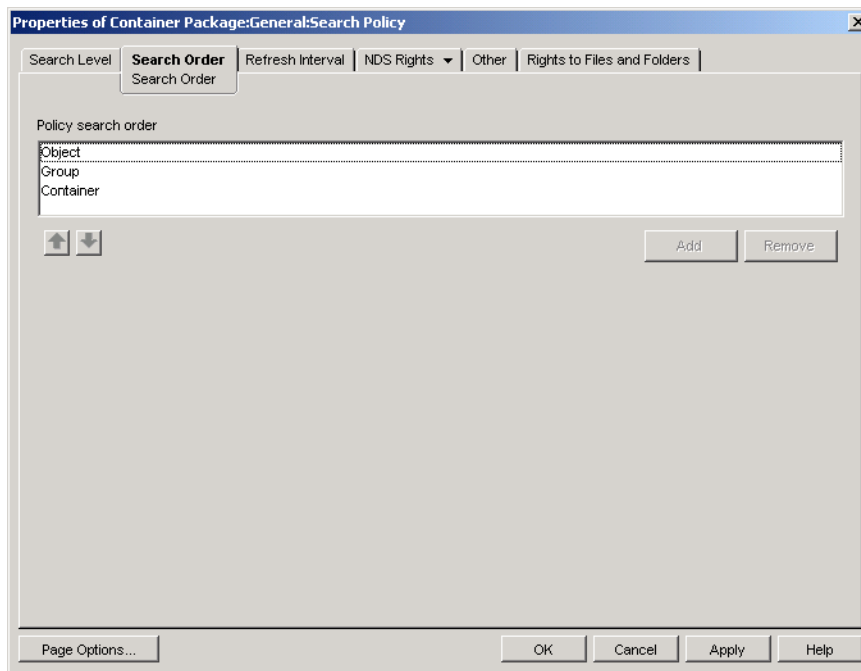 Properties of Container Package:General:Search Policy
Search Level Search Order Refresh Interval NDS Rights Other Rights to Files and Folders
Search Order
Policy search order
Object
Group
Container
Add Remove
Page Options... OK Cancel Apply Help